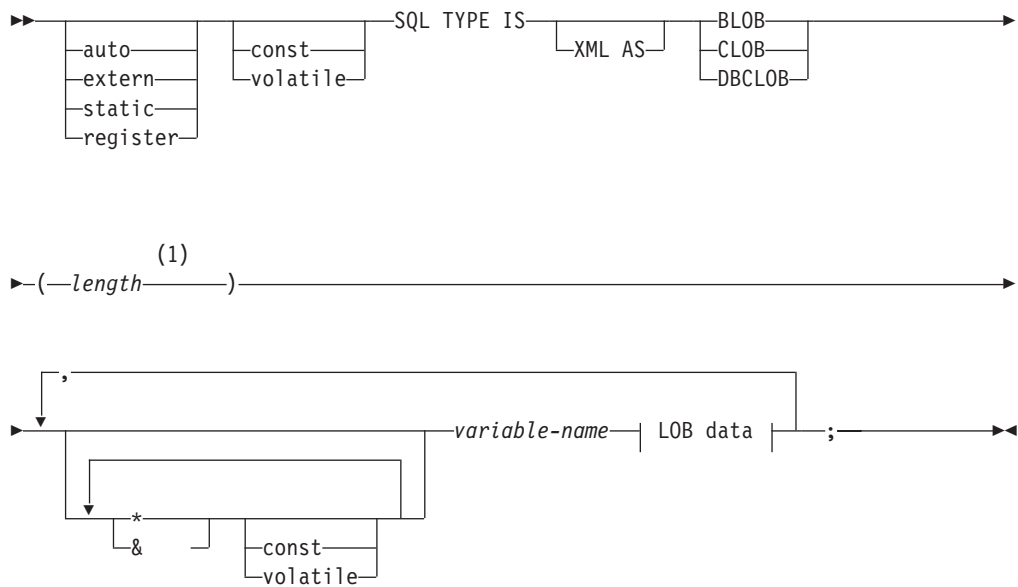 SQL TYPE IS BLOB
auto const XML AS CLOB
extern volatile DBCLOB
static
register
(1)
( length )
,
variable-name LOB data ;
*
& const
volatile